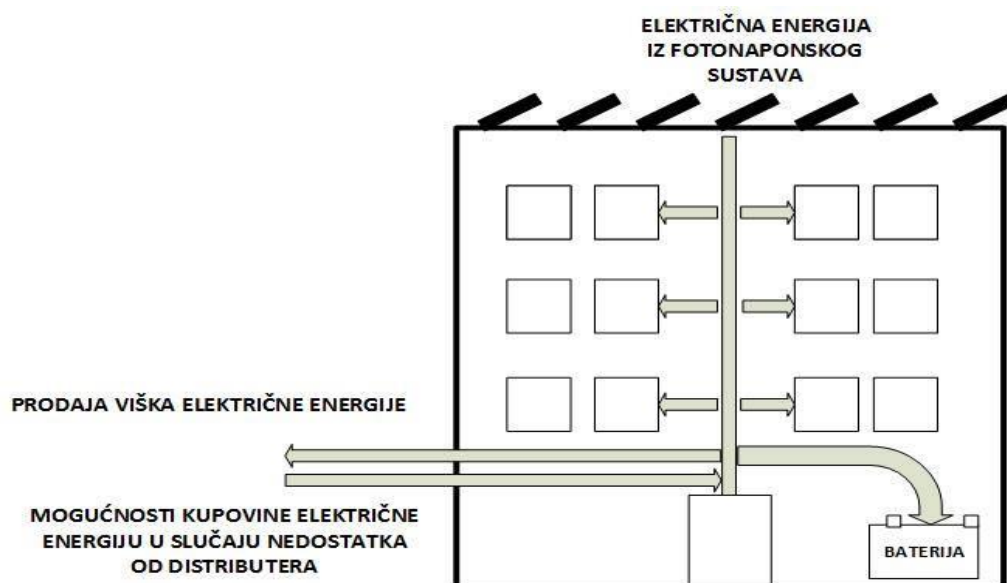 ELEKTRIČNA ENERGIJA
IZ FOTONAPONSKOG
SUSTAVA
PRODAJA VIŠKA ELEKTRIČNE ENERGIJE
MOGUĆNOSTI KUPOVINE ELEKTRIČNE
ENERGIJU U SLUČAJU NEDOSTATKA
OD DISTRIBUTERA
BATERIJA